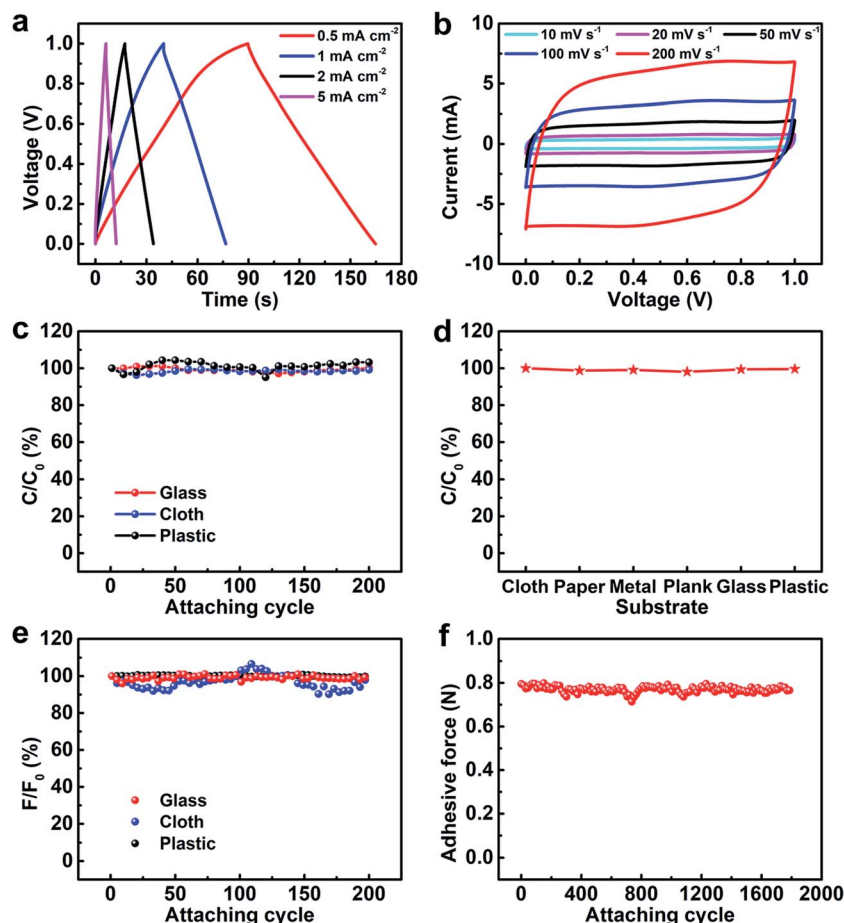 a
1.0
0.8
0.6
0.4
0.2
0.0
Voltage (V)
0.5 mA cm⁻²
1 mA cm⁻²
2 mA cm⁻²
5 mA cm⁻²
0 30 60 90 120 150 180
Time (s)
b
10
5
0
-5
-10
Current (mA)
10 mV s⁻¹ 20 mV s⁻¹ 50 mV s⁻¹
100 mV s⁻¹ 200 mV s⁻¹
0.0 0.2 0.4 0.6 0.8 1.0
Voltage (V)
c
120
100
80
60
40
20
0
C/C₀ (%)
Glass
Cloth
Plastic
0 50 100 150 200
Attaching cycle
d
120
100
80
60
40
20
0
C/C₀ (%)
Cloth Paper Metal Plank Glass Plastic
Substrate
e
120
100
80
60
40
20
0
F/F₀ (%)
Glass
Cloth
Plastic
0 50 100 150 200
Attaching cycle
f
1.0
0.8
0.6
0.4
0.2
0.0
Adhesive force (N)
0 400 800 1200 1600 2000
Attaching cycle